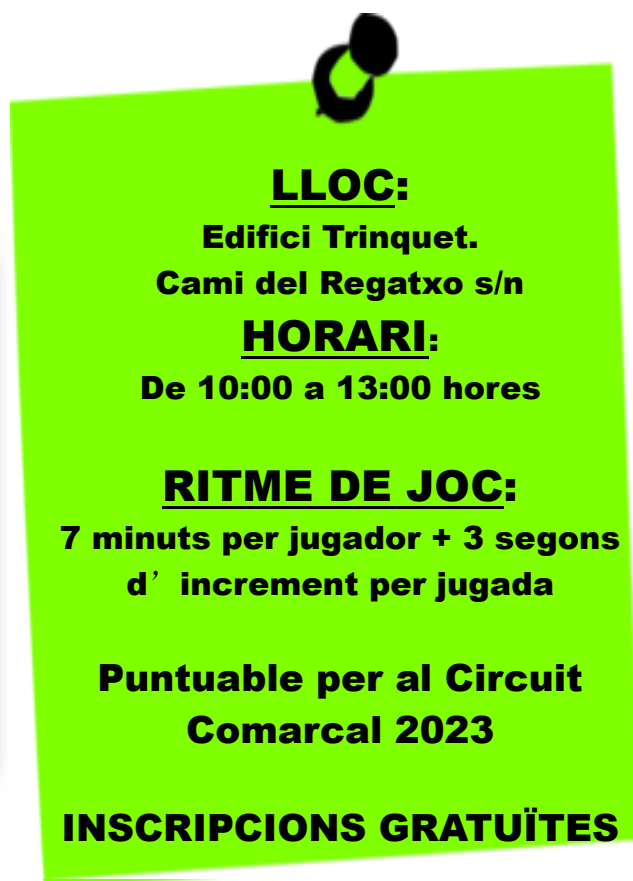 LLOC:
Edifici Trinquet.
Cami del Regatxo s/n
HORARI:
De 10:00 a 13:00 hores
RITME DE JOC:
7 minuts per jugador + 3 segons
d’ increment per jugada
Puntuable per al Circuit
Comarcal 2023
INSCRIPCIONS GRATUÏTES